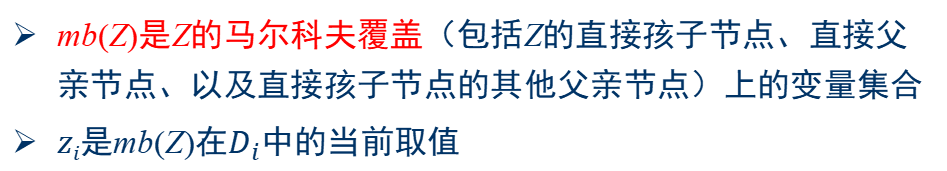 ➢ mb(Z)是Z的马尔科夫覆盖（包括Z的直接孩子节点、直接父
亲节点、以及直接孩子节点的其他父亲节点）上的变量集合
➢ zᵢ是mb(Z)在Dᵢ中的当前取值